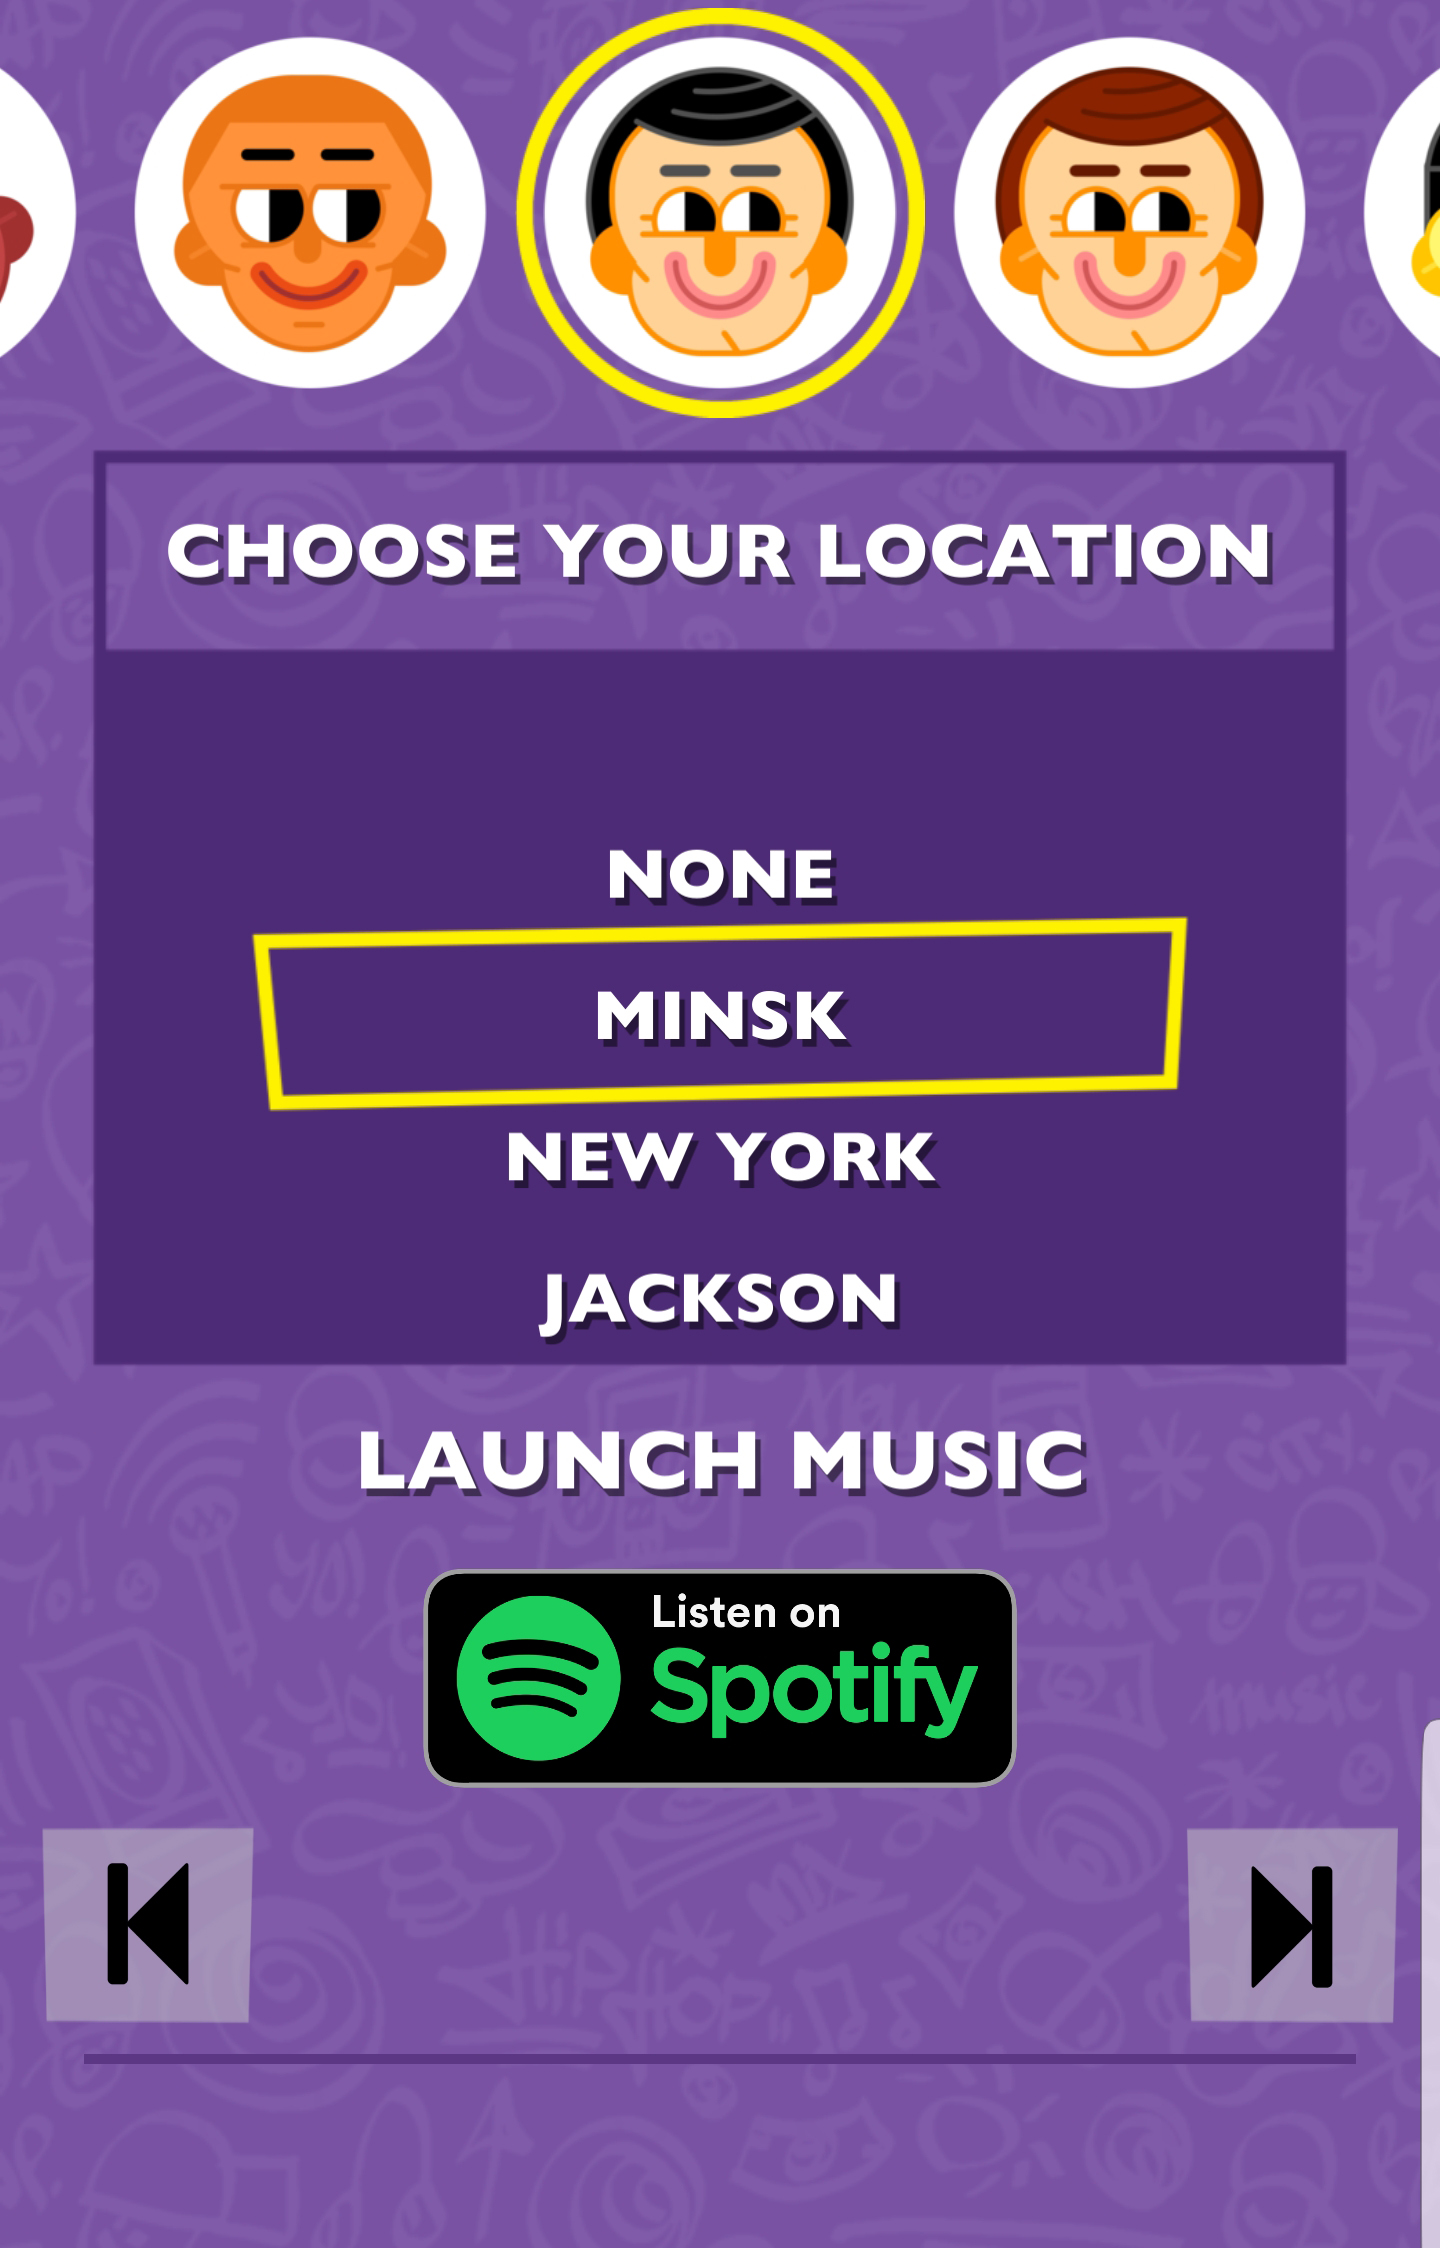 CHOOSE YOUR LOCATION
NONE
MINSK
NEW YORK
JACKSON
LAUNCH MUSIC
Listen on
Spotify